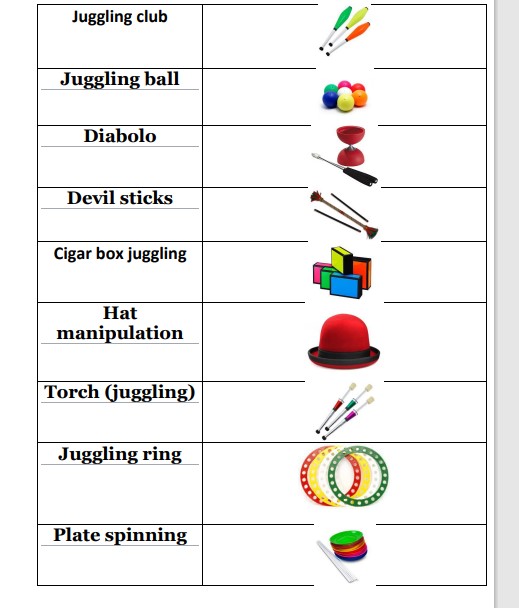 Juggling club
Juggling ball
Diabolo
Devil sticks
Cigar box juggling
Hat
manipulation
Torch (juggling)
Juggling ring
Plate spinning